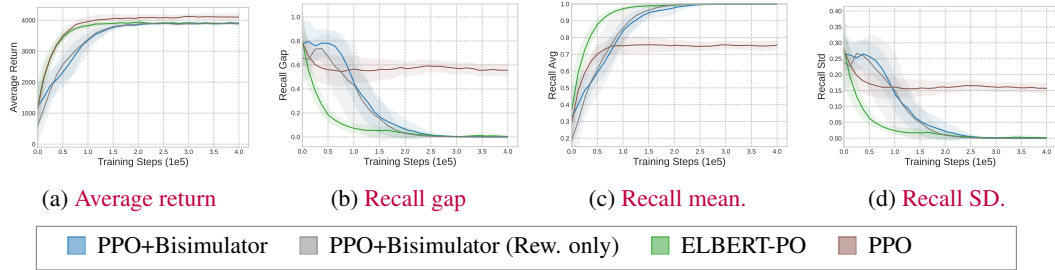 Average Return
4000
3000
2000
1000
0
0.0 0.5 1.0 1.5 2.0 2.5 3.0 3.5 4.0
Training Steps (1e5)
(a) Average return
Recall Gap
1.0
0.8
0.6
0.4
0.2
0.0
0.0 0.5 1.0 1.5 2.0 2.5 3.0 3.5 4.0
Training Steps (1e5)
(b) Recall gap
Recall Avg
1.0
0.9
0.8
0.7
0.6
0.5
0.4
0.3
0.2
0.0 0.5 1.0 1.5 2.0 2.5 3.0 3.5 4.0
Training Steps (1e5)
(c) Recall mean.
Recall Std
0.35
0.30
0.25
0.20
0.15
0.10
0.05
0.00
0.0 0.5 1.0 1.5 2.0 2.5 3.0 3.5 4.0
Training Steps (1e5)
(d) Recall SD.
PPO+Bisimulator PPO+Bisimulator (Rew. only) ELBERT-PO PPO